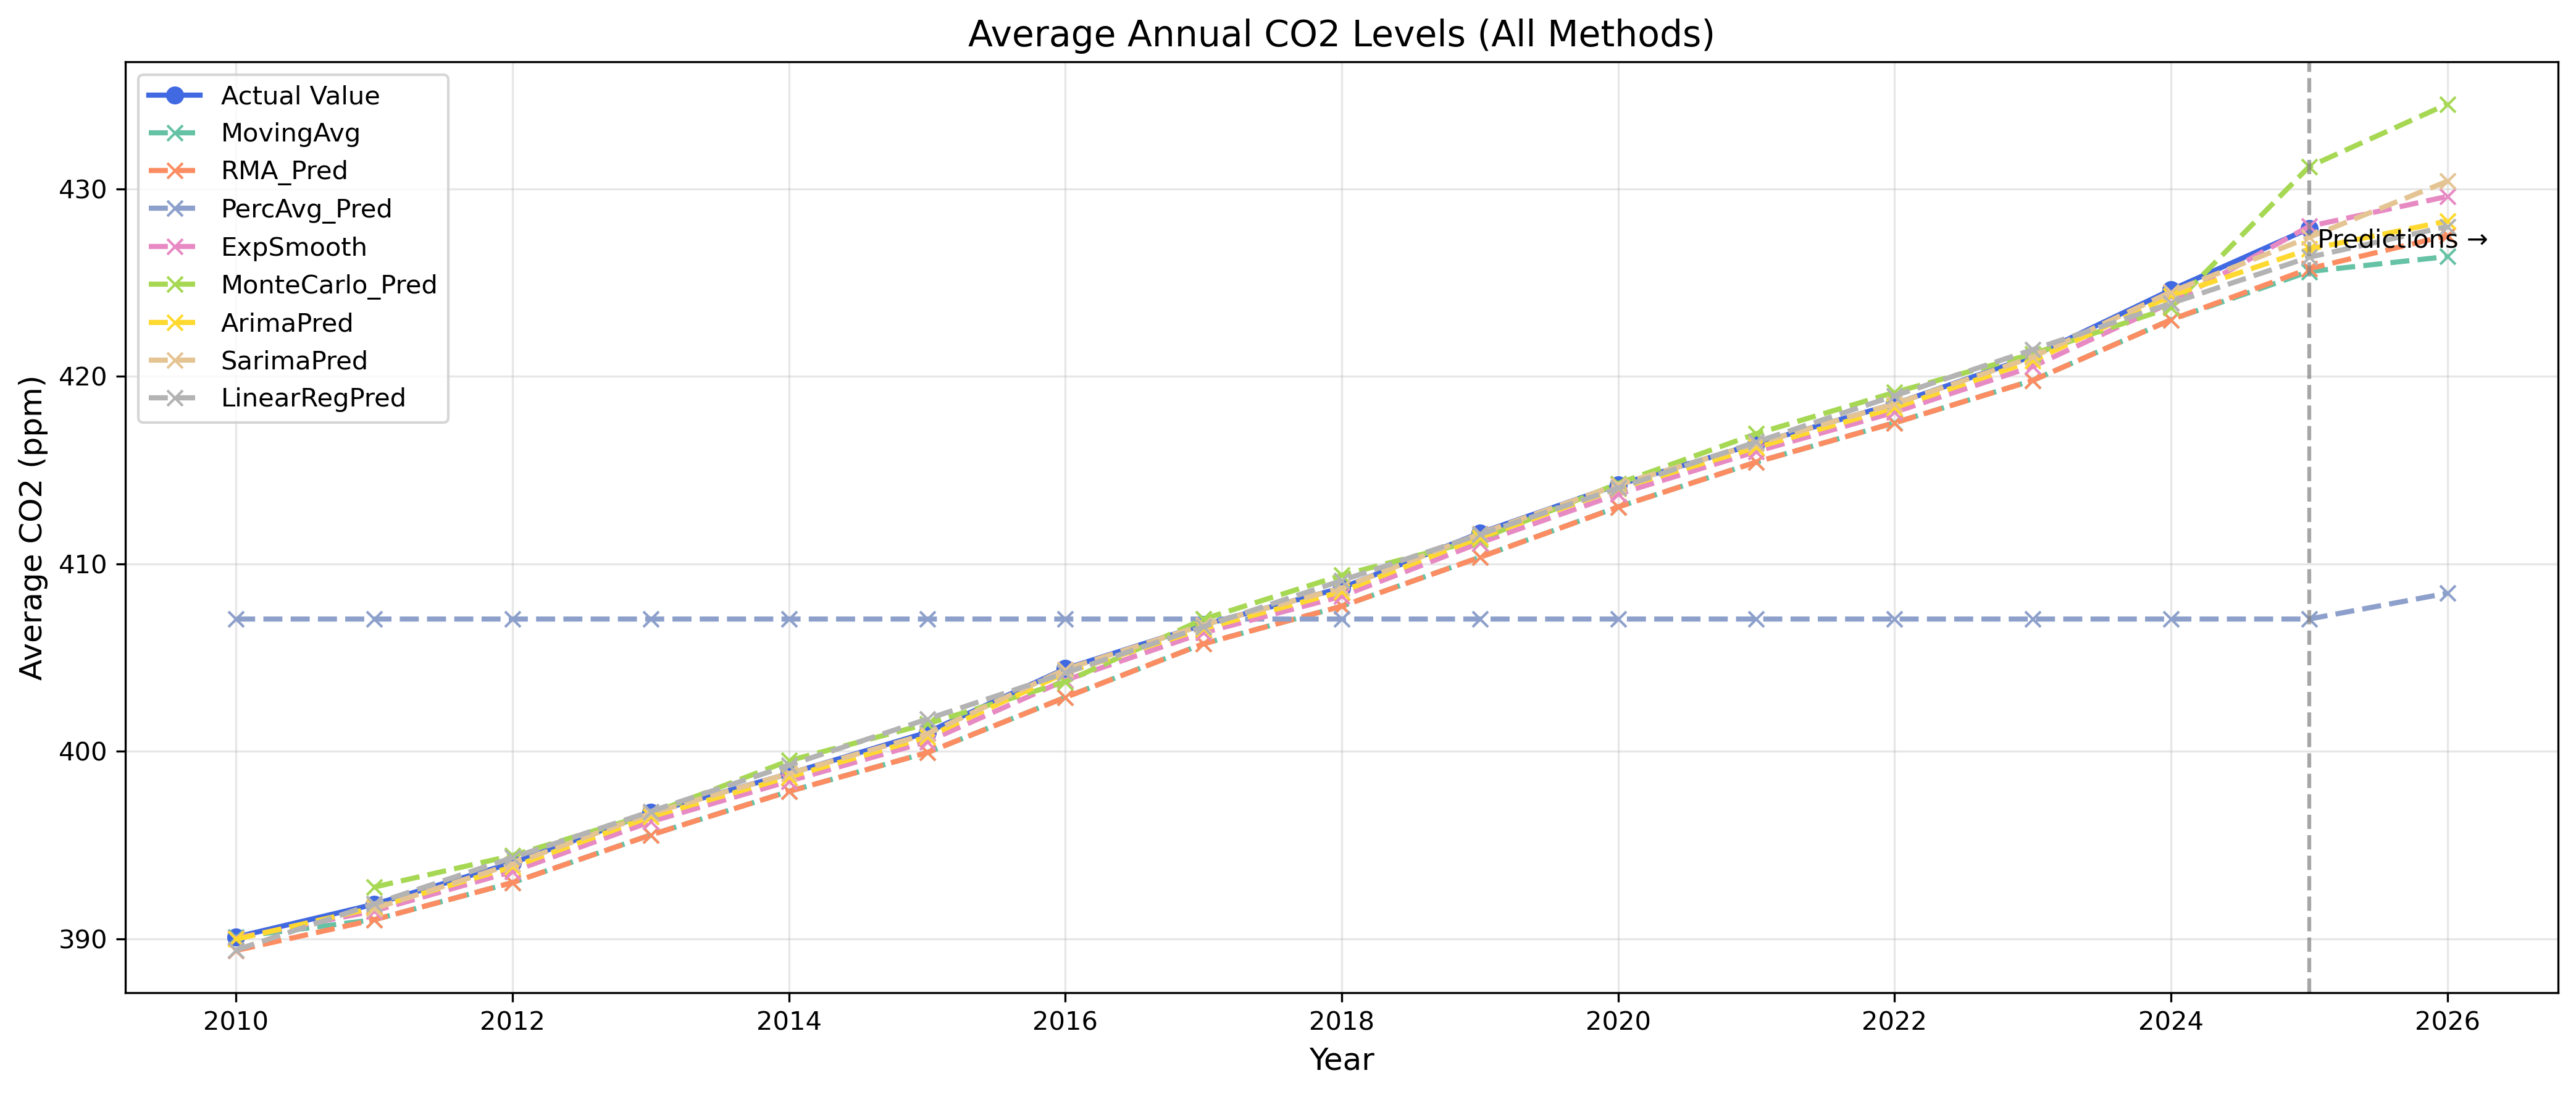 Average Annual CO2 Levels (All Methods)
Actual Value
MovingAvg
RMA_Pred
PercAvg_Pred
ExpSmooth
MonteCarlo_Pred
ArimaPred
SarimaPred
LinearRegPred
Predictions →
Average CO2 (ppm)
430
420
410
400
390
2010 2012 2014 2016 2018 2020 2022 2024 2026
Year